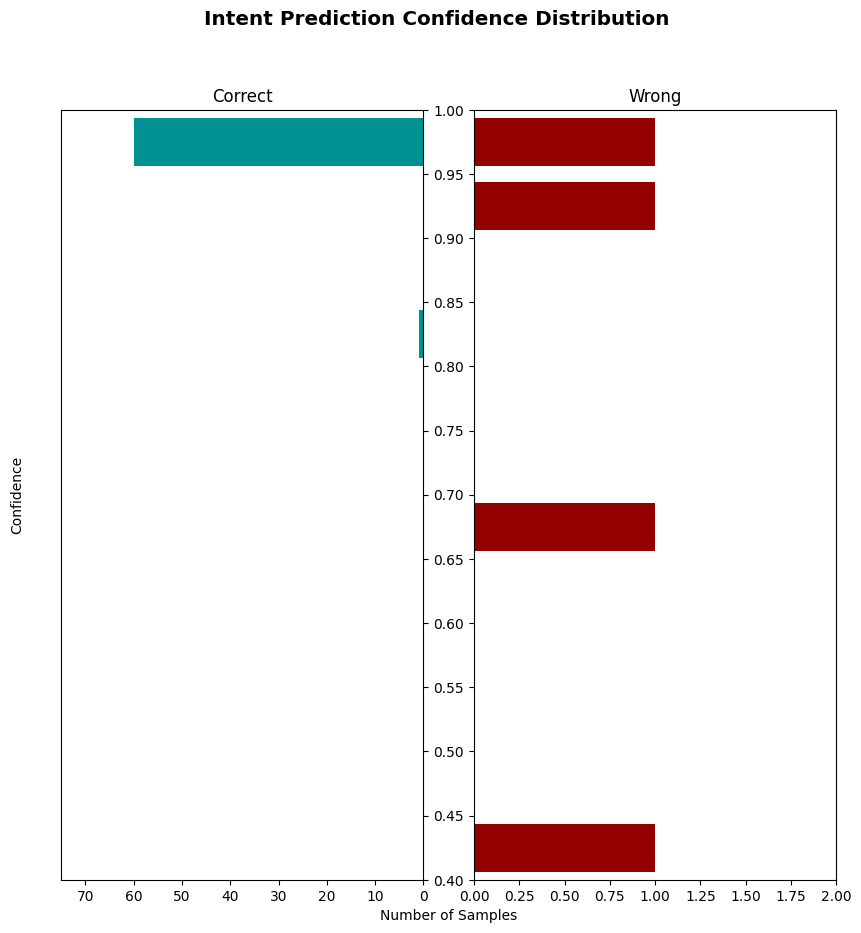 Intent Prediction Confidence Distribution
Correct
Wrong
1.00
0.95
0.90
0.85
0.80
0.75
0.70
0.65
0.60
0.55
0.50
0.45
0.40
Confidence
70 60 50 40 30 20 10 0
0.00 0.25 0.50 0.75 1.00 1.25 1.50 1.75 2.00
Number of Samples